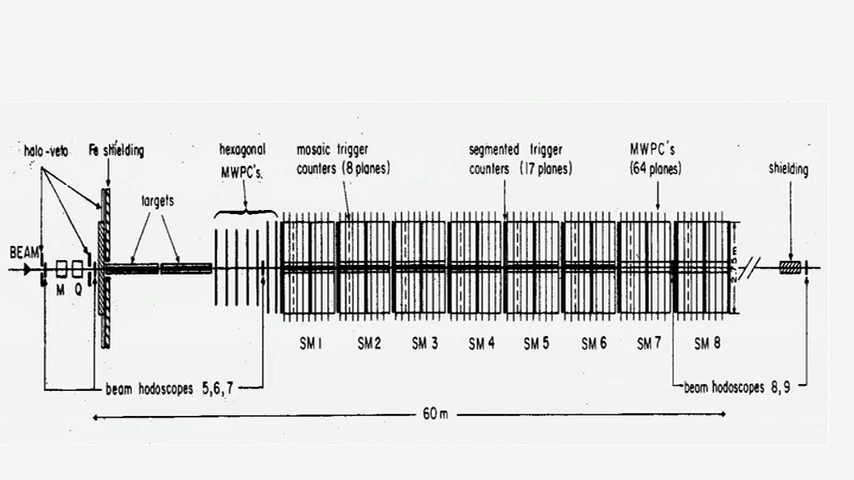 halo-veto
Fe shielding
hexagonal
MWPC's.
mosaic trigger
counters (8 planes)
segmented trigger
counters (17 planes)
MWPC's
(64 planes)
shielding
targets
BEAM
M
Q
2.75m
SM 1
SM 2
SM 3
SM 4
SM 5
SM 6
SM 7
SM 8
beam hodoscopes 5,6,7
beam hodoscopes 8,9
60 m